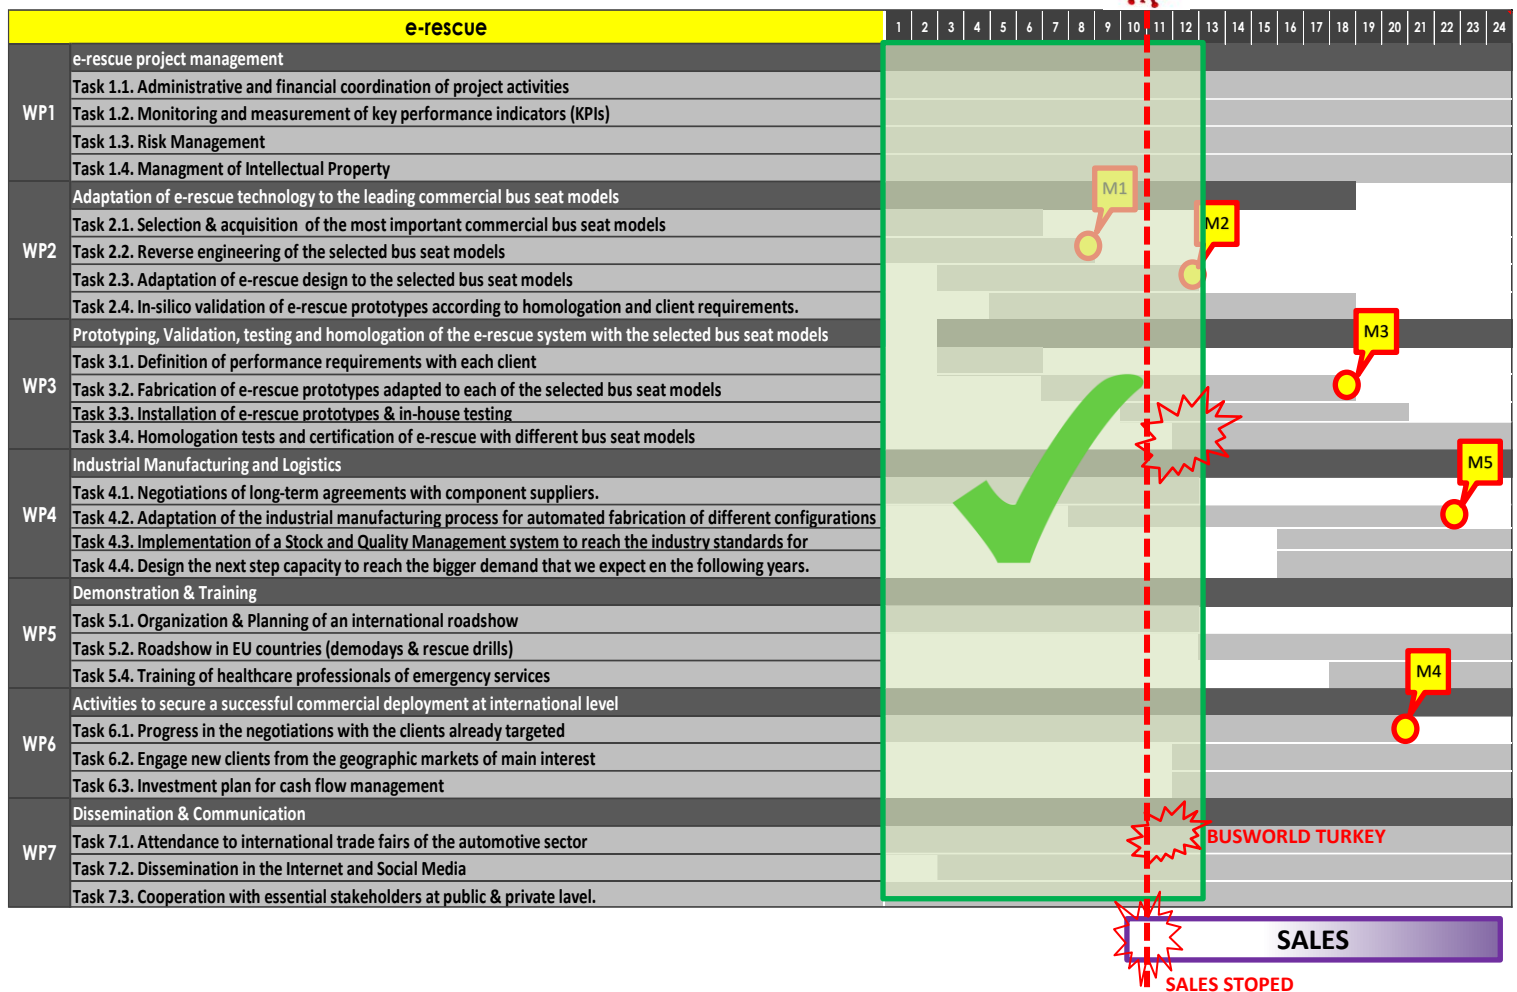 e-rescue 1 2 3 4 5 6 7 8 9 10 11 12 13 14 15 16 17 18 19 20 21 22 23 24
e-rescue project management
Task 1.1. Administrative and financial coordination of project activities
WP1
Task 1.2. Monitoring and measurement of key performance indicators (KPIs)
Task 1.3. Risk Management
Task 1.4. Managment of Intellectual Property
M1
Adaptation of e-rescue technology to the leading commercial bus seat models
Task 2.1. Selection & acquisition of the most important commercial bus seat models
M2
WP2
Task 2.2. Reverse engineering of the selected bus seat models
Task 2.3. Adaptation of e-rescue design to the selected bus seat models
Task 2.4. In-silico validation of e-rescue prototypes according to homologation and client requirements.
Prototyping, Validation, testing and homologation of the e-rescue system with the selected bus seat models
M3
Task 3.1. Definition of performance requirements with each client
WP3
Task 3.2. Fabrication of e-rescue prototypes adapted to each of the selected bus seat models
Task 3.3. Installation of e-rescue prototypes & in-house testing
Task 3.4. Homologation tests and certification of e-rescue with different bus seat models
Industrial Manufacturing and Logistics
M5
Task 4.1. Negotiations of long-term agreements with component suppliers.
WP4
Task 4.2. Adaptation of the industrial manufacturing process for automated fabrication of different configurations
Task 4.3. Implementation of a Stock and Quality Management system to reach the industry standards for
Task 4.4. Design the next step capacity to reach the bigger demand that we expect en the following years.
Demonstration & Training
Task 5.1. Organization & Planning of an international roadshow
WP5
Task 5.2. Roadshow in EU countries (demodays & rescue drills)
Task 5.4. Training of healthcare professionals of emergency services
M4
Activities to secure a successful commercial deployment at international level
Task 6.1. Progress in the negotiations with the clients already targeted
WP6
Task 6.2. Engage new clients from the geographic markets of main interest
Task 6.3. Investment plan for cash flow management
Dissemination & Communication
Task 7.1. Attendance to international trade fairs of the automotive sector
BUSWORLD TURKEY
WP7
Task 7.2. Dissemination in the Internet and Social Media
Task 7.3. Cooperation with essential stakeholders at public & private lavel.
SALES
SALES STOPED